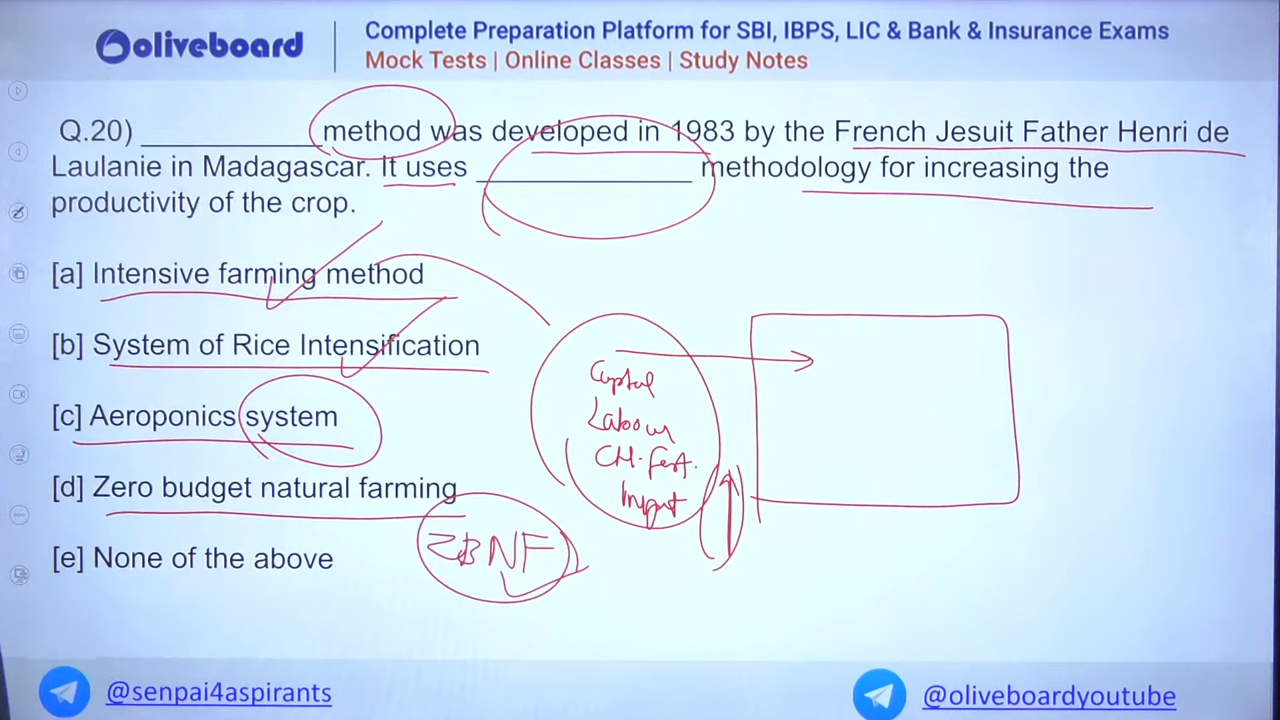 oliveboard
Complete Preparation Platform for SBI, IBPS, LIC & Bank & Insurance Exams
Mock Tests | Online Classes | Study Notes
Q.20) ____________ method was developed in 1983 by the French Jesuit Father Henri de
Laulanie in Madagascar. It uses ______________ methodology for increasing the
productivity of the crop.
[a] Intensive farming method
[b] System of Rice Intensification
[c] Aeroponics system
[d] Zero budget natural farming
[e] None of the above
Capital
Labour
CH. Fert.
Input
ZBNF
@senpai4aspirants
@oliveboardyoutube